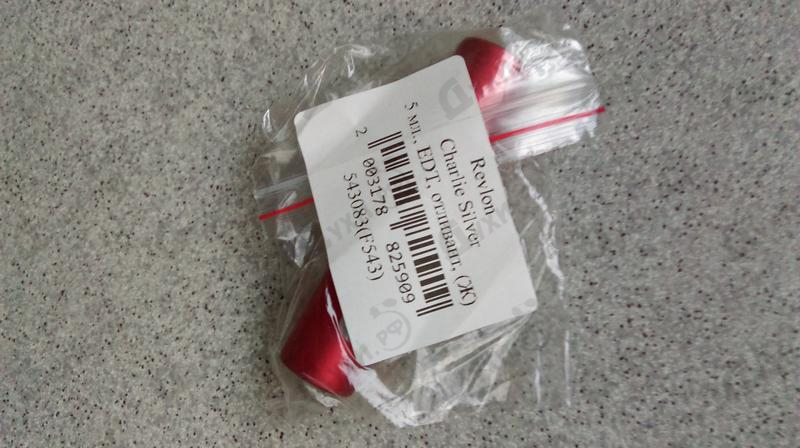 Revlon
Charlie Silver
5 мл., EDT, отливант, (Ж)
2 003178 825909
543083(F543)